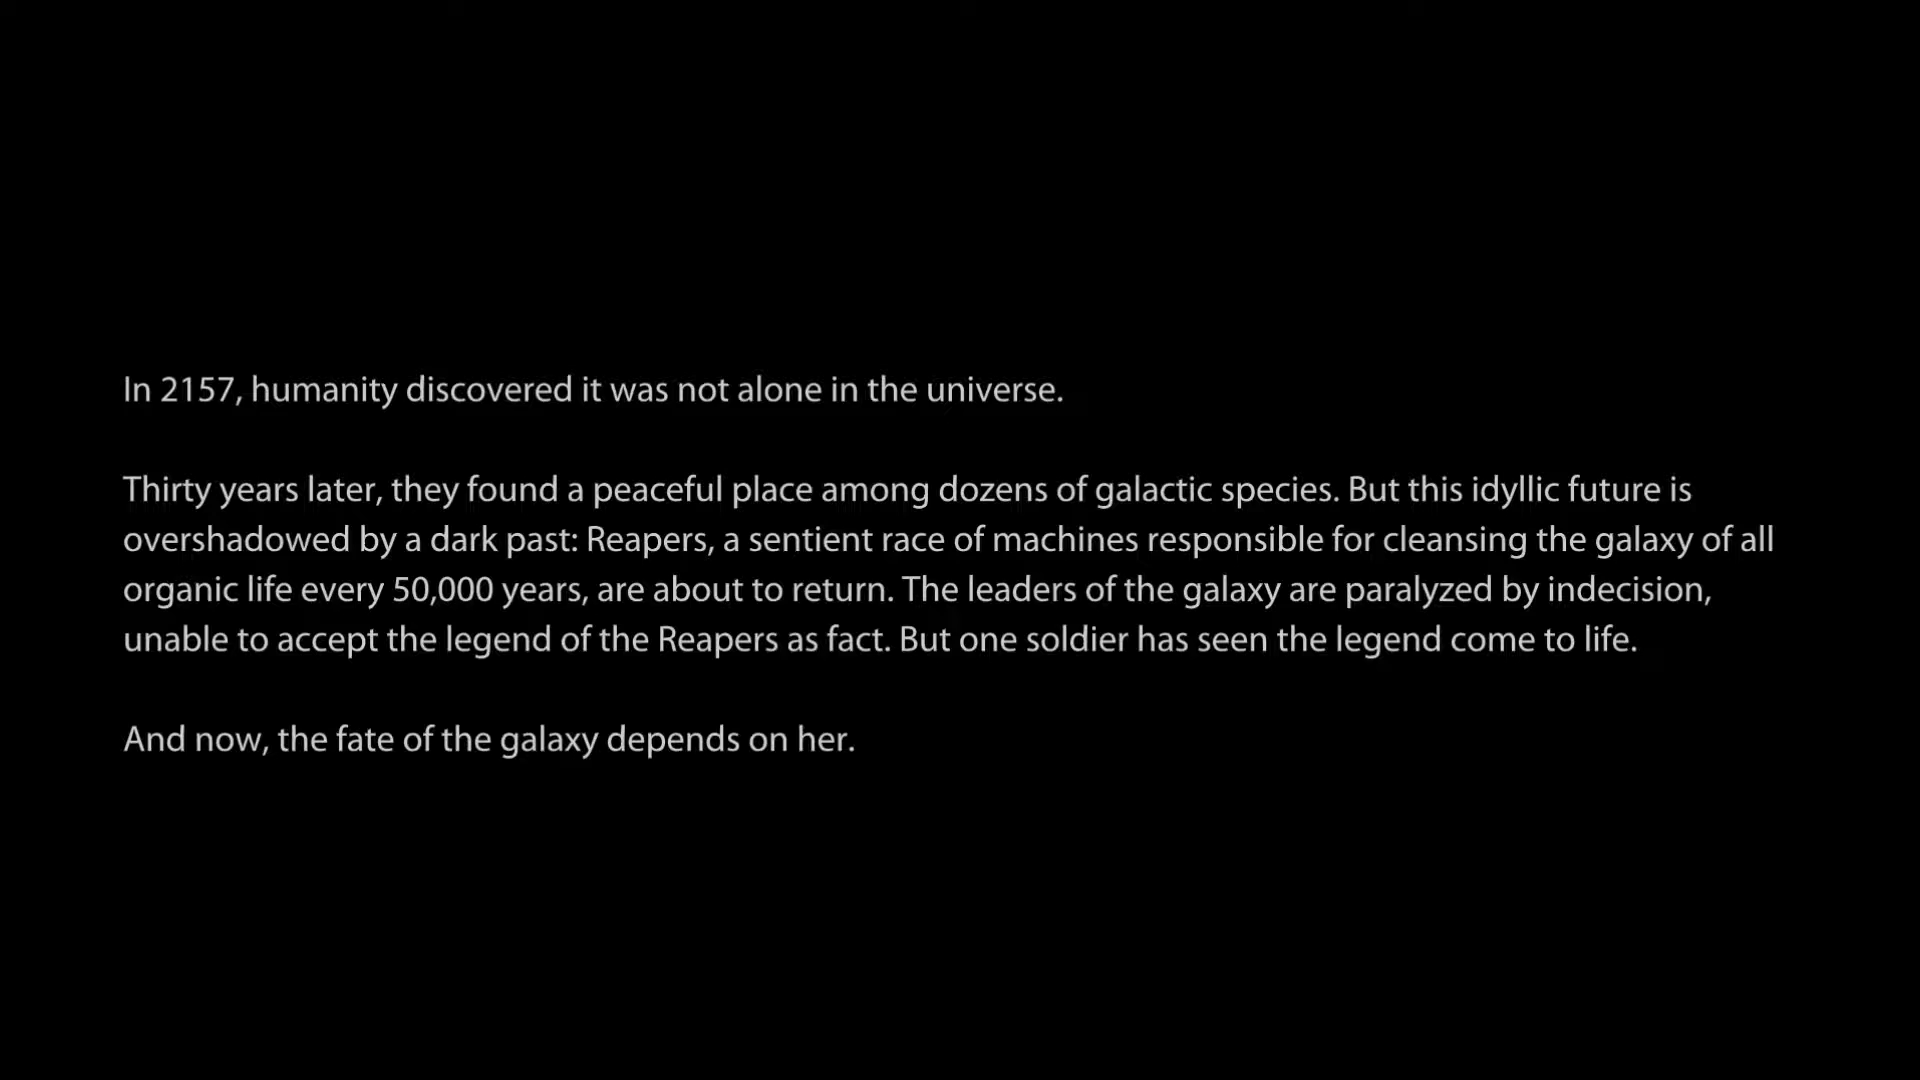 In 2157, humanity discovered it was not alone in the universe.
Thirty years later, they found a peaceful place among dozens of galactic species. But this idyllic future is
overshadowed by a dark past: Reapers, a sentient race of machines responsible for cleansing the galaxy of all
organic life every 50,000 years, are about to return. The leaders of the galaxy are paralyzed by indecision,
unable to accept the legend of the Reapers as fact. But one soldier has seen the legend come to life.
And now, the fate of the galaxy depends on her.